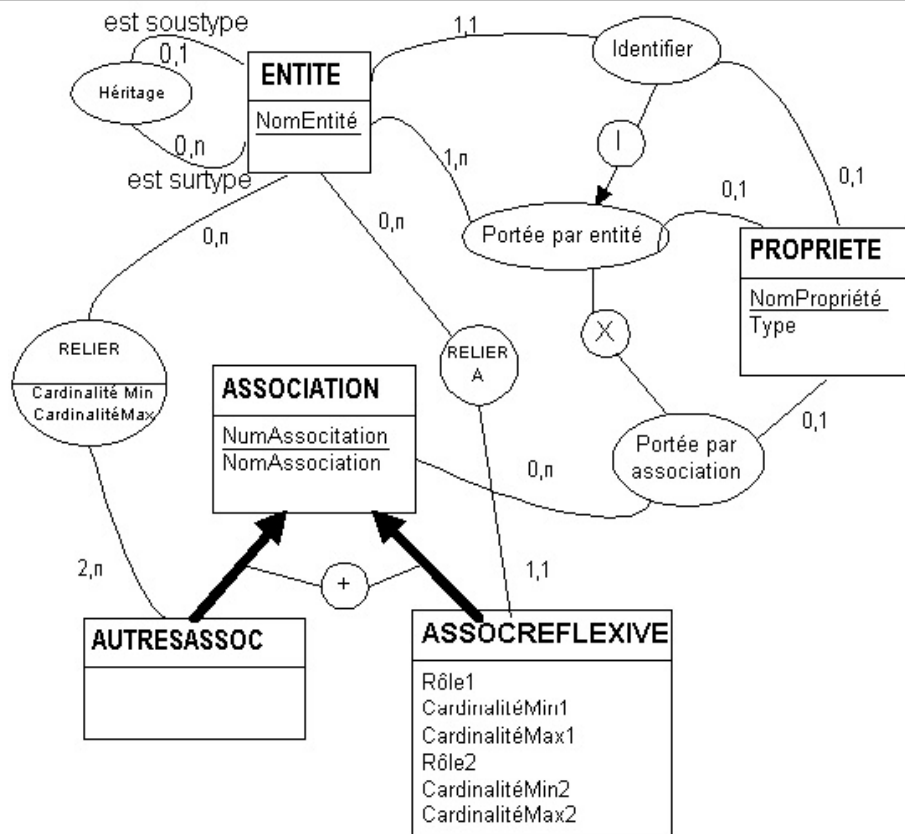 est soustype
0,1
Héritage
0,n
est surtype
ENTITE
NomEntité
1,1
Identifier
I
1,n
0,1
0,1
Portée par entité
PROPRIETE
NomPropriété
Type
X
0,n
0,n
RELIER
Cardinalité Min
CardinalitéMax
RELIER
A
ASSOCIATION
NumAssocitation
NomAssociation
0,n
Portée par
association
0,1
2,n
+
1,1
AUTRESASSOC
ASSOCREFLEXIVE
Rôle1
CardinalitéMin1
CardinalitéMax1
Rôle2
CardinalitéMin2
CardinalitéMax2